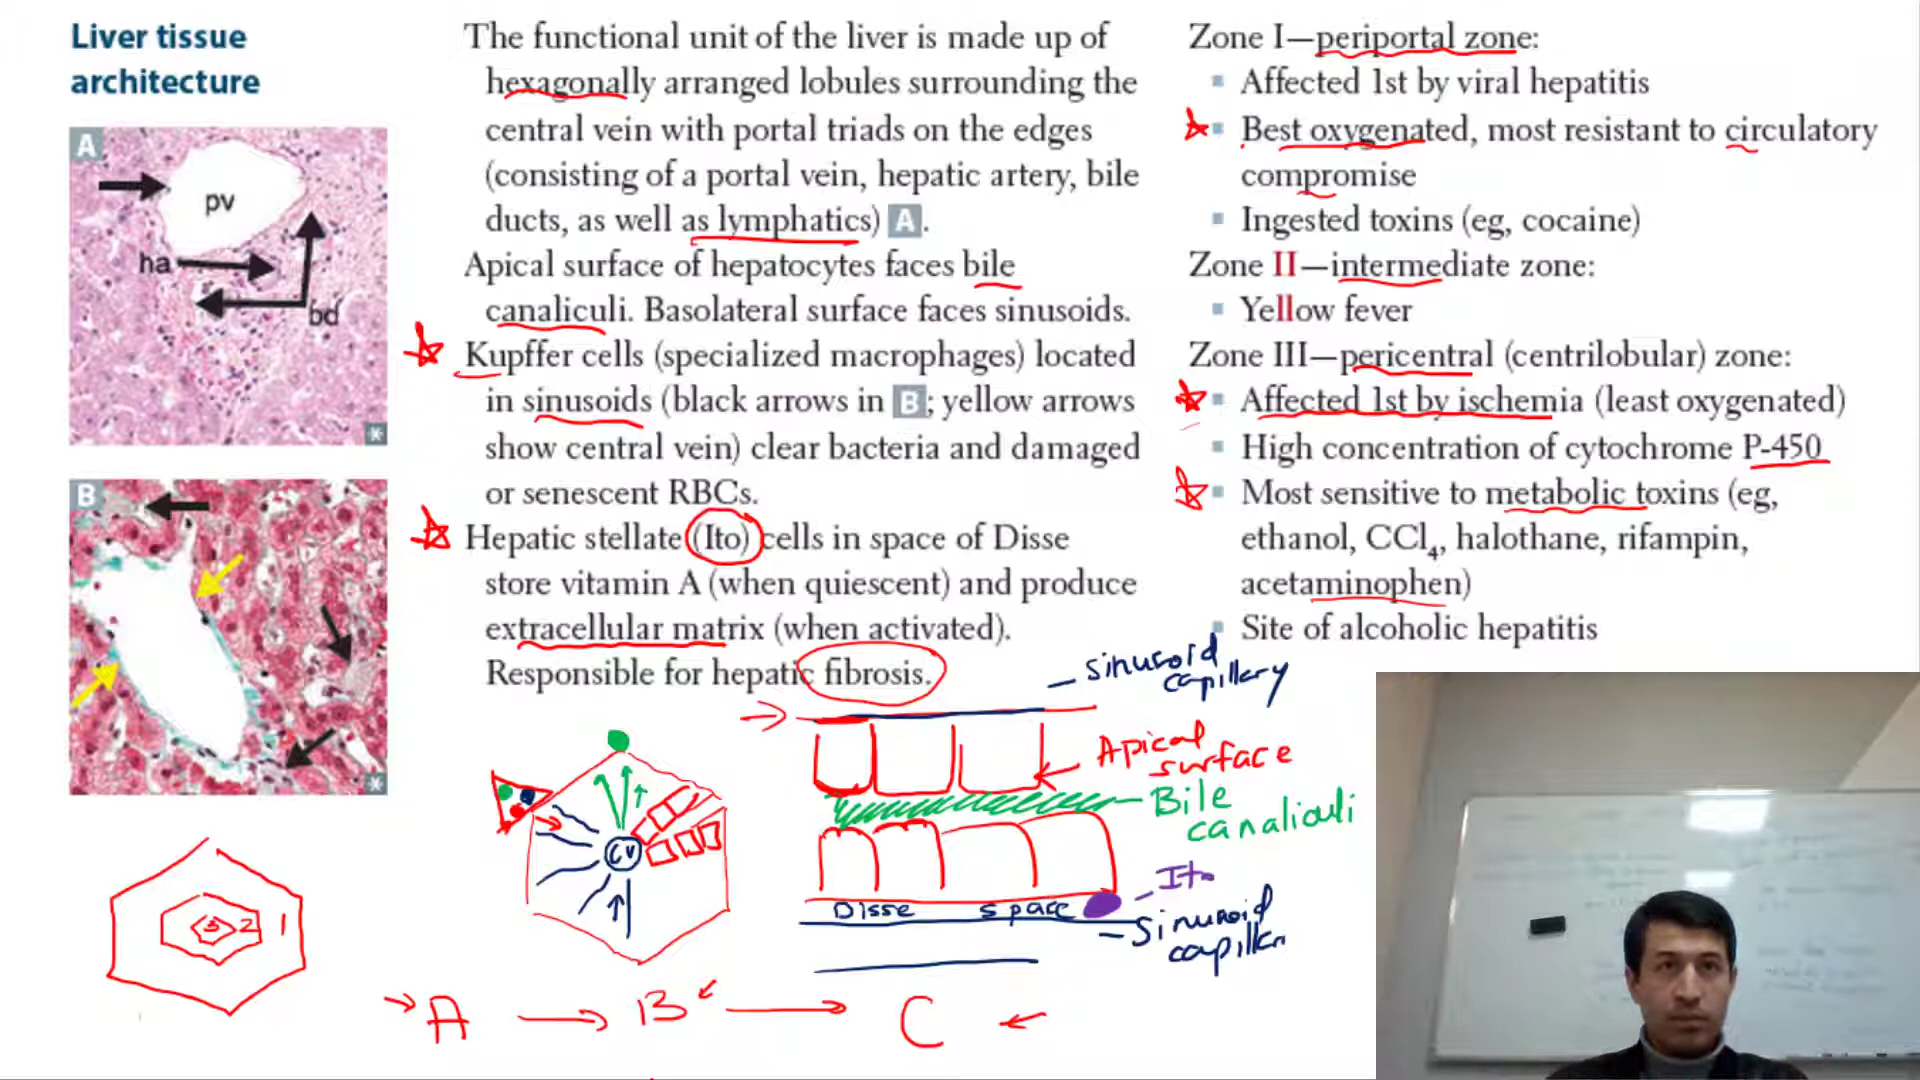 Liver tissue
architecture
A
pv
ha
bd
*
B
*
The functional unit of the liver is made up of
hexagonally arranged lobules surrounding the
central vein with portal triads on the edges
(consisting of a portal vein, hepatic artery, bile
ducts, as well as lymphatics) A.
Apical surface of hepatocytes faces bile
canaliculi. Basolateral surface faces sinusoids.
Kupffer cells (specialized macrophages) located
in sinusoids (black arrows in B; yellow arrows
show central vein) clear bacteria and damaged
or senescent RBCs.
Hepatic stellate (Ito) cells in space of Disse
store vitamin A (when quiescent) and produce
extracellular matrix (when activated).
Responsible for hepatic fibrosis.
Zone I—periportal zone:
Affected 1st by viral hepatitis
Best oxygenated, most resistant to circulatory
compromise
Ingested toxins (eg, cocaine)
Zone II—intermediate zone:
Yellow fever
Zone III—pericentral (centrilobular) zone:
Affected 1st by ischemia (least oxygenated)
High concentration of cytochrome P-450
Most sensitive to metabolic toxins (eg,
ethanol, CCl4, halothane, rifampin,
acetaminophen)
Site of alcoholic hepatitis
sinusoid
capillary
Apical
surface
Bile
canaliculi
Ito
Disse space
Sinusoid
capillar
CV
3 2 1
A → B → C